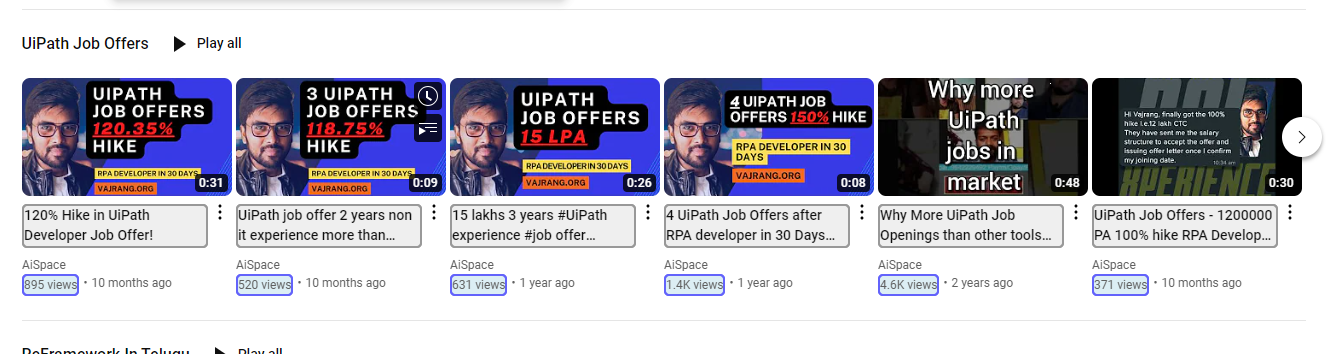 UiPath Job Offers
Play all
UIPATH
JOB OFFERS
120.35%
HIKE
RPA DEVELOPER IN 30 DAYS
VAJRANG.ORG
0:31
3 UIPATH
JOB OFFERS
118.75%
HIKE
RPA DEVELOPER IN 30 DAYS
VAJRANG.ORG
0:09
UIPATH
JOB OFFERS
15 LPA
RPA DEVELOPER IN 30 DAYS
VAJRANG.ORG
0:26
4 UIPATH JOB
OFFERS 150% HIKE
RPA DEVELOPER IN 30
DAYS
VAJRANG.ORG
0:08
Why more
UiPath
jobs in
market
0:48
Hi Vajrang, finally got the 100%
hike i.e.12 lakh CTC
They have sent me the salary
structure to accept the offer and
issuing offer letter once I confirm
my joining date.
10:34 am
XPERIENCE
0:30
120% Hike in UiPath
Developer Job Offer!
AiSpace
895 views • 10 months ago
UiPath job offer 2 years non
it experience more than...
AiSpace
520 views • 10 months ago
15 lakhs 3 years #UiPath
experience #job offer...
AiSpace
631 views • 1 year ago
4 UiPath Job Offers after
RPA developer in 30 Days...
AiSpace
1.4K views • 1 year ago
Why More UiPath Job
Openings than other tools...
AiSpace
4.6K views • 2 years ago
UiPath Job Offers - 1200000
PA 100% hike RPA Develop...
AiSpace
371 views • 10 months ago
ReFramework In Telugu
Play all